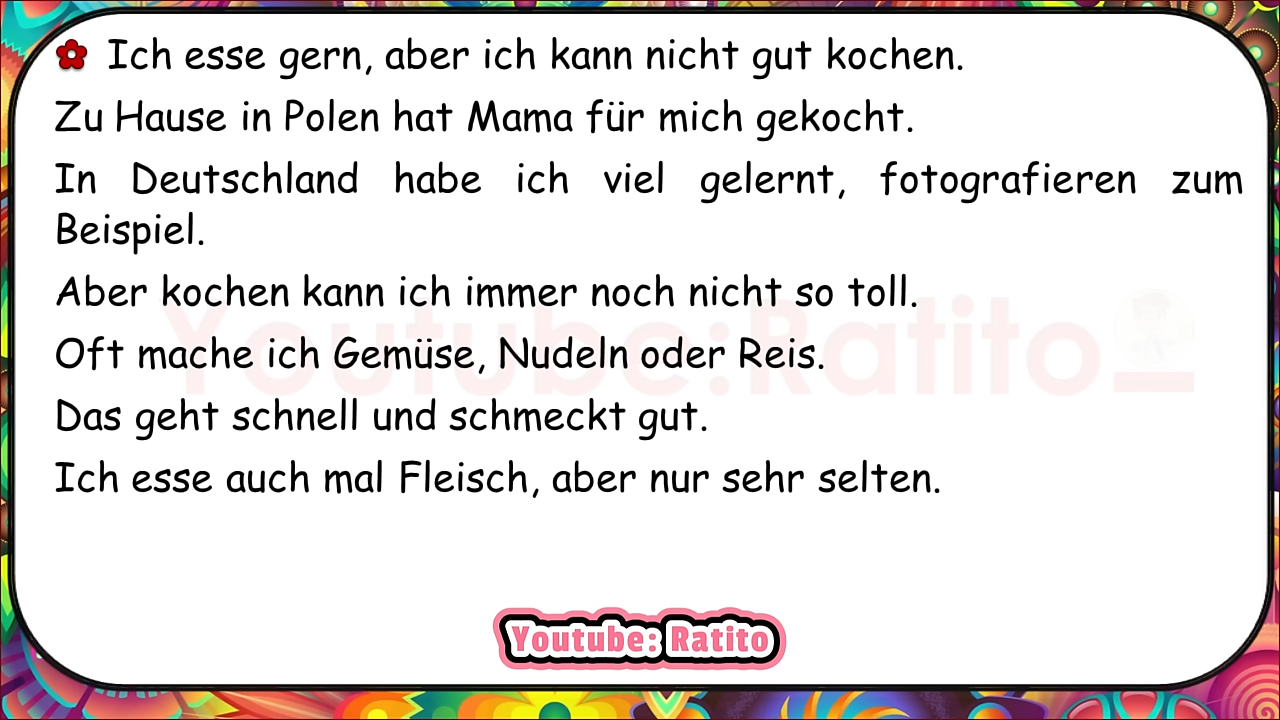 Ich esse gern, aber ich kann nicht gut kochen.
Zu Hause in Polen hat Mama für mich gekocht.
In Deutschland habe ich viel gelernt, fotografieren zum
Beispiel.
Aber kochen kann ich immer noch nicht so toll.
Youtube:Ratito
Oft mache ich Gemüse, Nudeln oder Reis.
Das geht schnell und schmeckt gut.
Ich esse auch mal Fleisch, aber nur sehr selten.
Youtube: Ratito